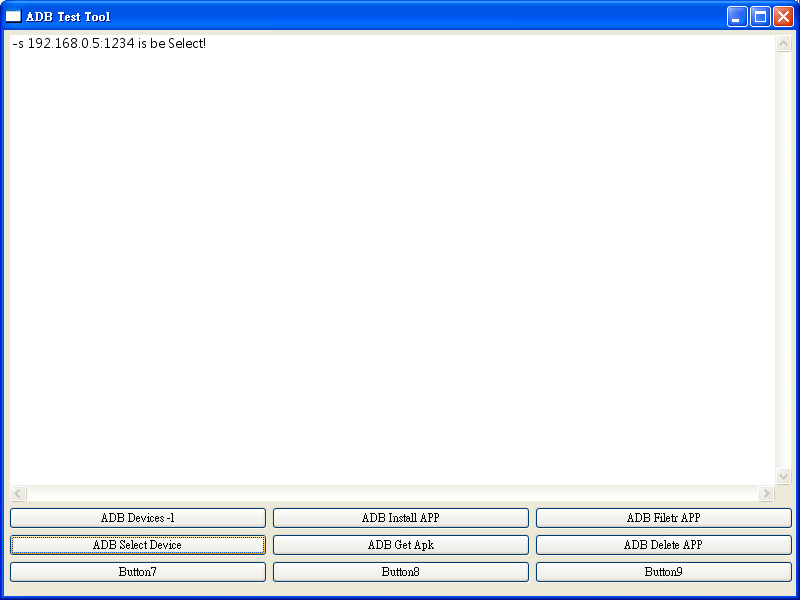 ADB Test Tool
-s 192.168.0.5:1234 is be Select!
ADB Devices -l
ADB Install APP
ADB Filetr APP
ADB Select Device
ADB Get Apk
ADB Delete APP
Button7
Button8
Button9